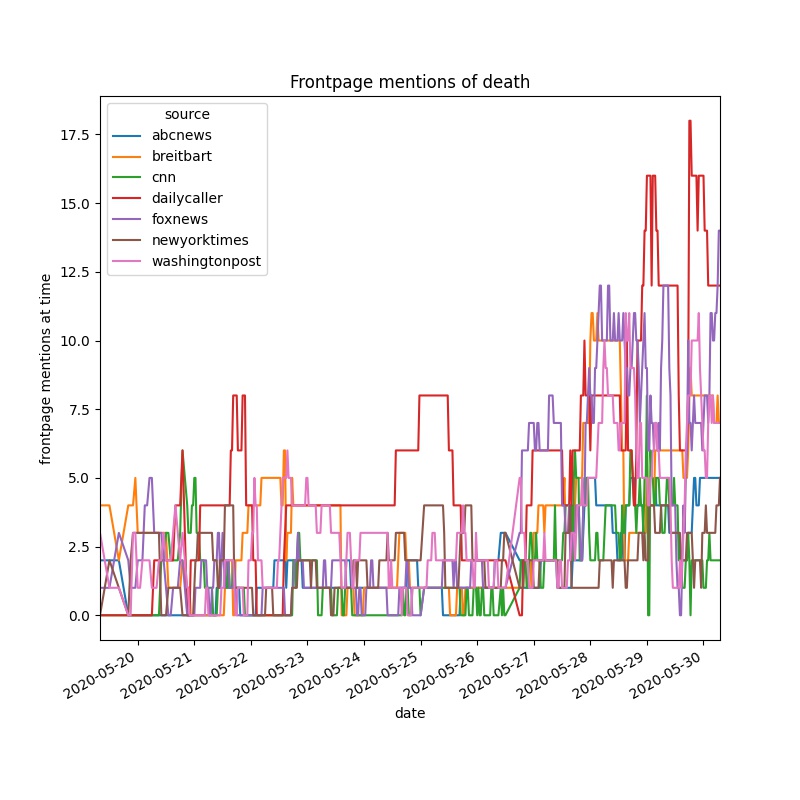 Frontpage mentions of death
source
abcnews
breitbart
cnn
dailycaller
foxnews
newyorktimes
washingtonpost
17.5
15.0
12.5
10.0
7.5
5.0
2.5
0.0
frontpage mentions at time
2020-05-20
2020-05-21
2020-05-22
2020-05-23
2020-05-24
2020-05-25
2020-05-26
2020-05-27
2020-05-28
2020-05-29
2020-05-30
date